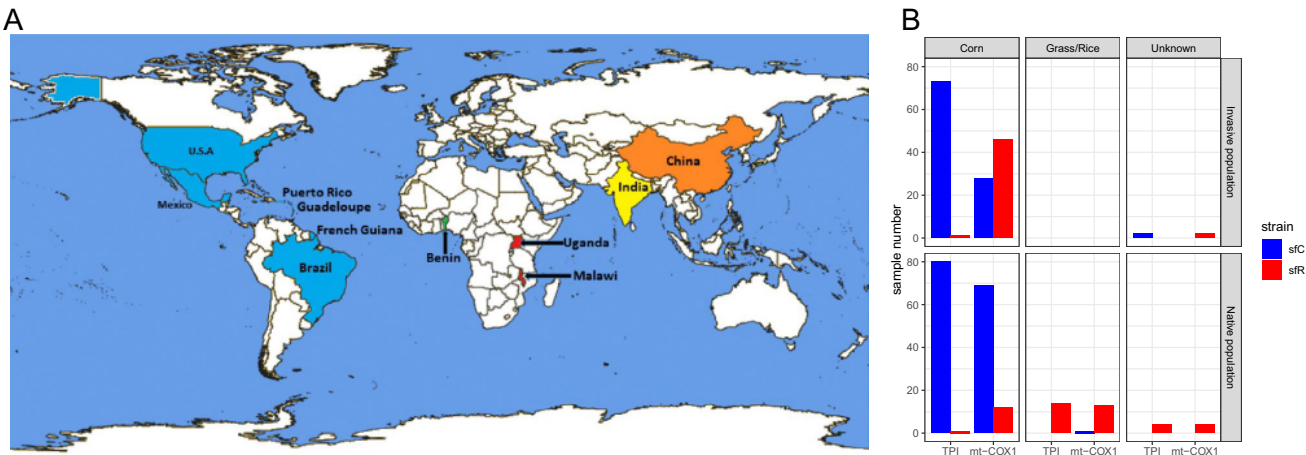 A
U.S.A
Mexico
Puerto Rico
Guadeloupe
French Guiana
Brazil
Benin
Uganda
Malawi
India
China
B
Corn
Grass/Rice
Unknown
80
60
40
20
0
Invasive population
80
60
40
20
0
Native population
sample number
TPI mt−COX1
TPI mt−COX1
TPI mt−COX1
strain
sfC
sfR